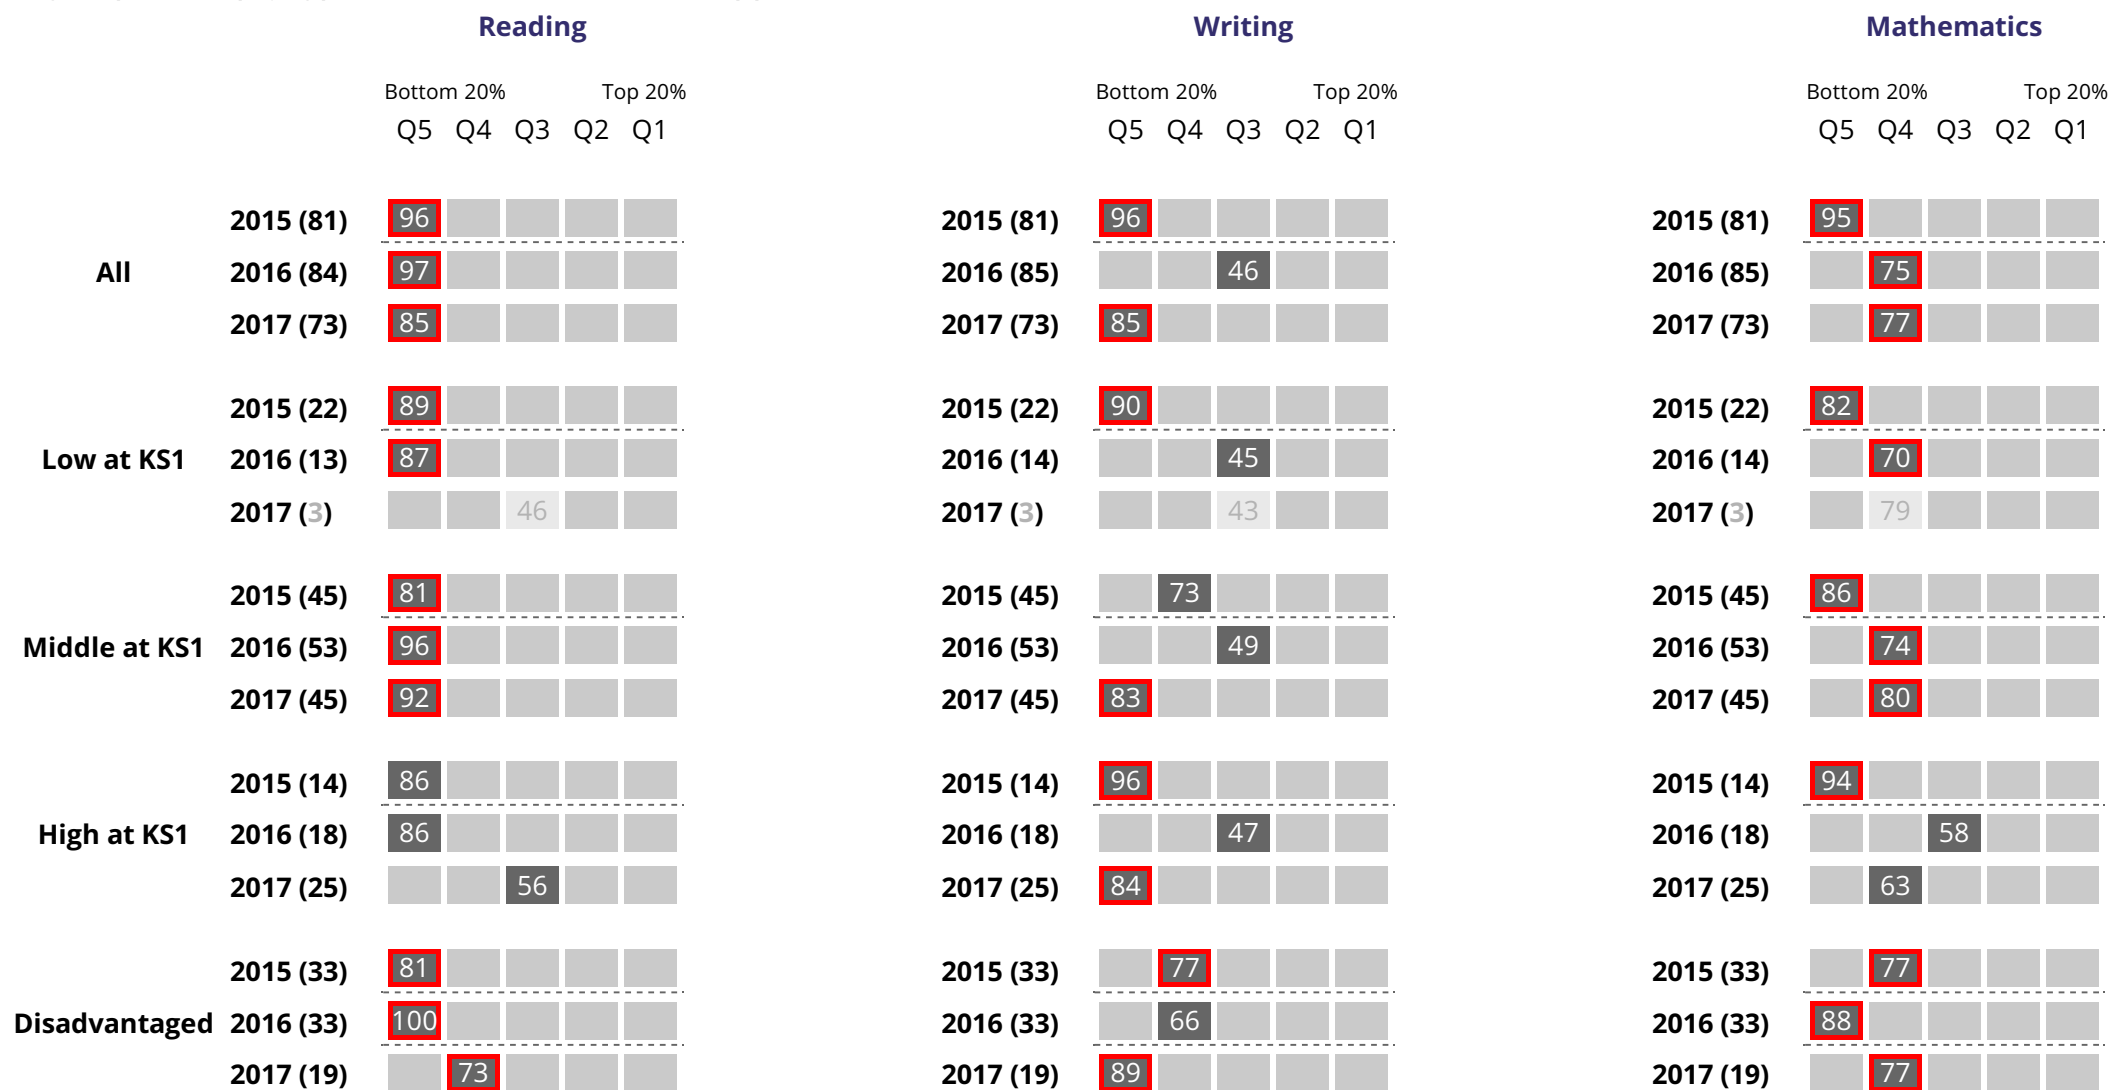 Reading Writing Mathematics
Bottom 20% Top 20% Bottom 20% Top 20% Bottom 20% Top 20%
Q5 Q4 Q3 Q2 Q1 Q5 Q4 Q3 Q2 Q1 Q5 Q4 Q3 Q2 Q1
2015 (81) 96 2015 (81) 96 2015 (81) 95
All 2016 (84) 97 2016 (85) 46 2016 (85) 75
2017 (73) 85 2017 (73) 85 2017 (73) 77
2015 (22) 89 2015 (22) 90 2015 (22) 82
Low at KS1 2016 (13) 87 2016 (14) 45 2016 (14) 70
2017 (3) 46 2017 (3) 43 2017 (3) 79
2015 (45) 81 2015 (45) 73 2015 (45) 86
Middle at KS1 2016 (53) 96 2016 (53) 49 2016 (53) 74
2017 (45) 92 2017 (45) 83 2017 (45) 80
2015 (14) 86 2015 (14) 96 2015 (14) 94
High at KS1 2016 (18) 86 2016 (18) 47 2016 (18) 58
2017 (25) 56 2017 (25) 84 2017 (25) 63
2015 (33) 81 2015 (33) 77 2015 (33) 77
Disadvantaged 2016 (33) 100 2016 (33) 66 2016 (33) 88
2017 (19) 73 2017 (19) 89 2017 (19) 77